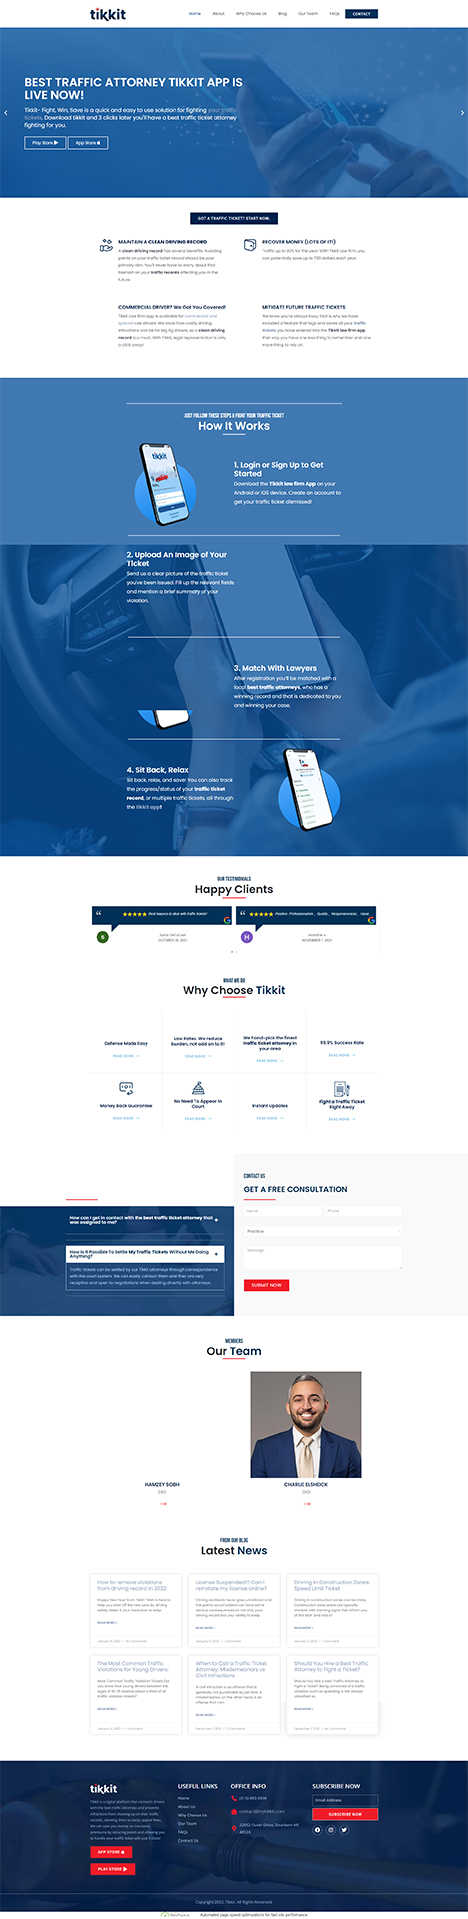 tikkit
Home About Why Choose Us Blog Our Team FAQs CONTACT
BEST TRAFFIC ATTORNEY TIKKIT APP IS
LIVE NOW!
Tikkit- Fight, Win, Save is a quick and easy to use solution for fighting your traffic
tickets. Download tikkit and 3 clicks later you'll have a best traffic ticket attorney
fighting for you.
Play Store App Store
GOT A TRAFFIC TICKET? START NOW.
MAINTAIN A CLEAN DRIVING RECORD
A clean driving record has several benefits. Avoiding
points on your traffic ticket record should be your
primary aim. You'll never have to worry about that
blemish on your traffic records affecting you in the
future.
RECOVER MONEY (LOTS OF IT!)
you can potentially save up to 700 dollars each year.
COMMERCIAL DRIVER? We Got You Covered!
Tikkit Law firm app is available for commercial and
special use drivers! We know how costly driving
infractions can be for big rig drivers, so a clean driving
record is a must. With Tikkit, legal representation is only
a click away!
MITIGATE FUTURE TRAFFIC TICKETS
We know you're always busy, that is why we have
included a feature that logs and saves all your traffic
tickets you have entered into the Tikkit law firm app,
that way you have one less thing to remember and one
more thing to rely on.
JUST FOLLOW THESE STEPS & FIGHT YOUR TRAFFIC TICKET
How It Works
tikkit
1. Login or Sign Up to Get
Started
Download the Tikkit law firm App on your
Android or iOS device. Create an account to
get your traffic ticket dismissed!
2. Upload An Image of Your
Ticket
Send us a clear picture of the traffic ticket
you've been issued. Fill up the relevant fields
and mention a brief summary of your
violation.
3. Match With Lawyers
After registration you'll be matched with a
local best traffic attorneys, who has a
winning record and that is dedicated to you
and winning your case.
4. Sit Back, Relax
Sit back, relax, and save! You can also track
the progress/status of your traffic ticket
record, or multiple traffic tickets, all through
the tikkit app!
OUR TESTIMONIALS
Happy Clients
Best lawyers to deal with traffic tickets!
S
OCTOBER 28, 2021
Positive: Professionalism , Quality , Responsiveness , Value
H
NOVEMBER 7, 2021
WHAT WE DO
Why Choose Tikkit
Defense Made Easy
READ MORE
Low Rates. We reduce
burden, not add on to it!
READ MORE
We hand-pick the finest
traffic ticket attorney in
your area
READ MORE
99.9% Success Rate
READ MORE
Money Back Guarantee
READ MORE
No Need To Appear In
Court
READ MORE
Instant Updates
READ MORE
Fight a Traffic Ticket
Right Away
READ MORE
How can I get in contact with the best traffic ticket attorney that
was assigned to me?
How Is It Possible To Settle My Traffic Tickets Without Me Doing
Anything?
Traffic tickets can be settled by our Tikkit attorneys through correspondence
with the court system. We can easily contact them and they are very
receptive and open to negotiations when dealing directly with attorneys.
CONTACT US
GET A FREE CONSULTATION
Name Phone
Practice
Message
SUBMIT NOW
MEMBERS
Our Team
HAMZEY SOBH
CEO
CHARLIE ELSHEICK
FROM OUR BLOG
Latest News
How to remove violations
from driving record in 2022
READ MORE
License Suspended!!! Can I
reinstate my license online?
READ MORE
Driving in Construction Zones
Speed Limit Ticket
READ MORE
The Most Common Traffic
Violations for Young Drivers:
READ MORE
When to Call a Traffic Ticket
Attorney: Misdemeanors vs
Civil Infractions
READ MORE
Should You Hire a Best Traffic
Attorney to Fight a Ticket?
READ MORE
tikkit
APP STORE
PLAY STORE
USEFUL LINKS
Home
About Us
Why Choose Us
Our Team
FAQs
Contact Us
OFFICE INFO
contact@mytikkit.com
SUBSCRIBE NOW
Email Address
SUBSCRIBE NOW
Copyright 2022, Tikkit. All Rights Reserved.
Automated page speed optimizations for fast site performance